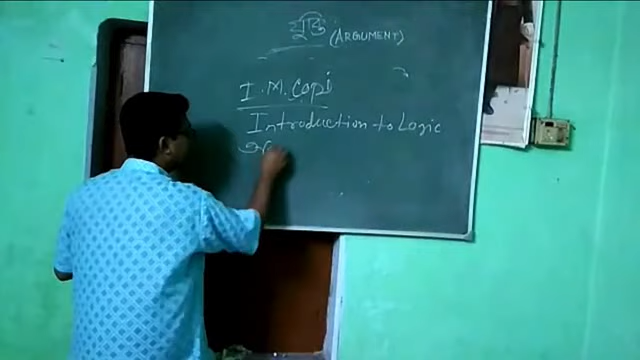 যুক্তি (ARGUMENT)
I. M. Copi
Introduction to Logic